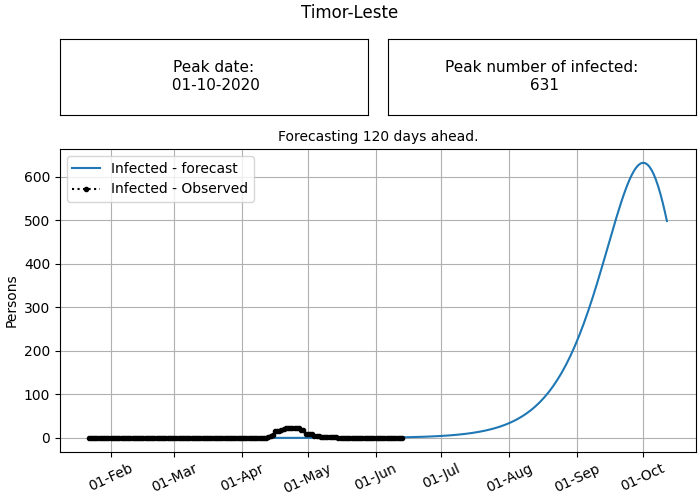 Timor-Leste
Peak date:
01-10-2020
Peak number of infected:
631
Forecasting 120 days ahead.
Infected - forecast
Infected - Observed
Persons
600
500
400
300
200
100
0
01-Feb
01-Mar
01-Apr
01-May
01-Jun
01-Jul
01-Aug
01-Sep
01-Oct